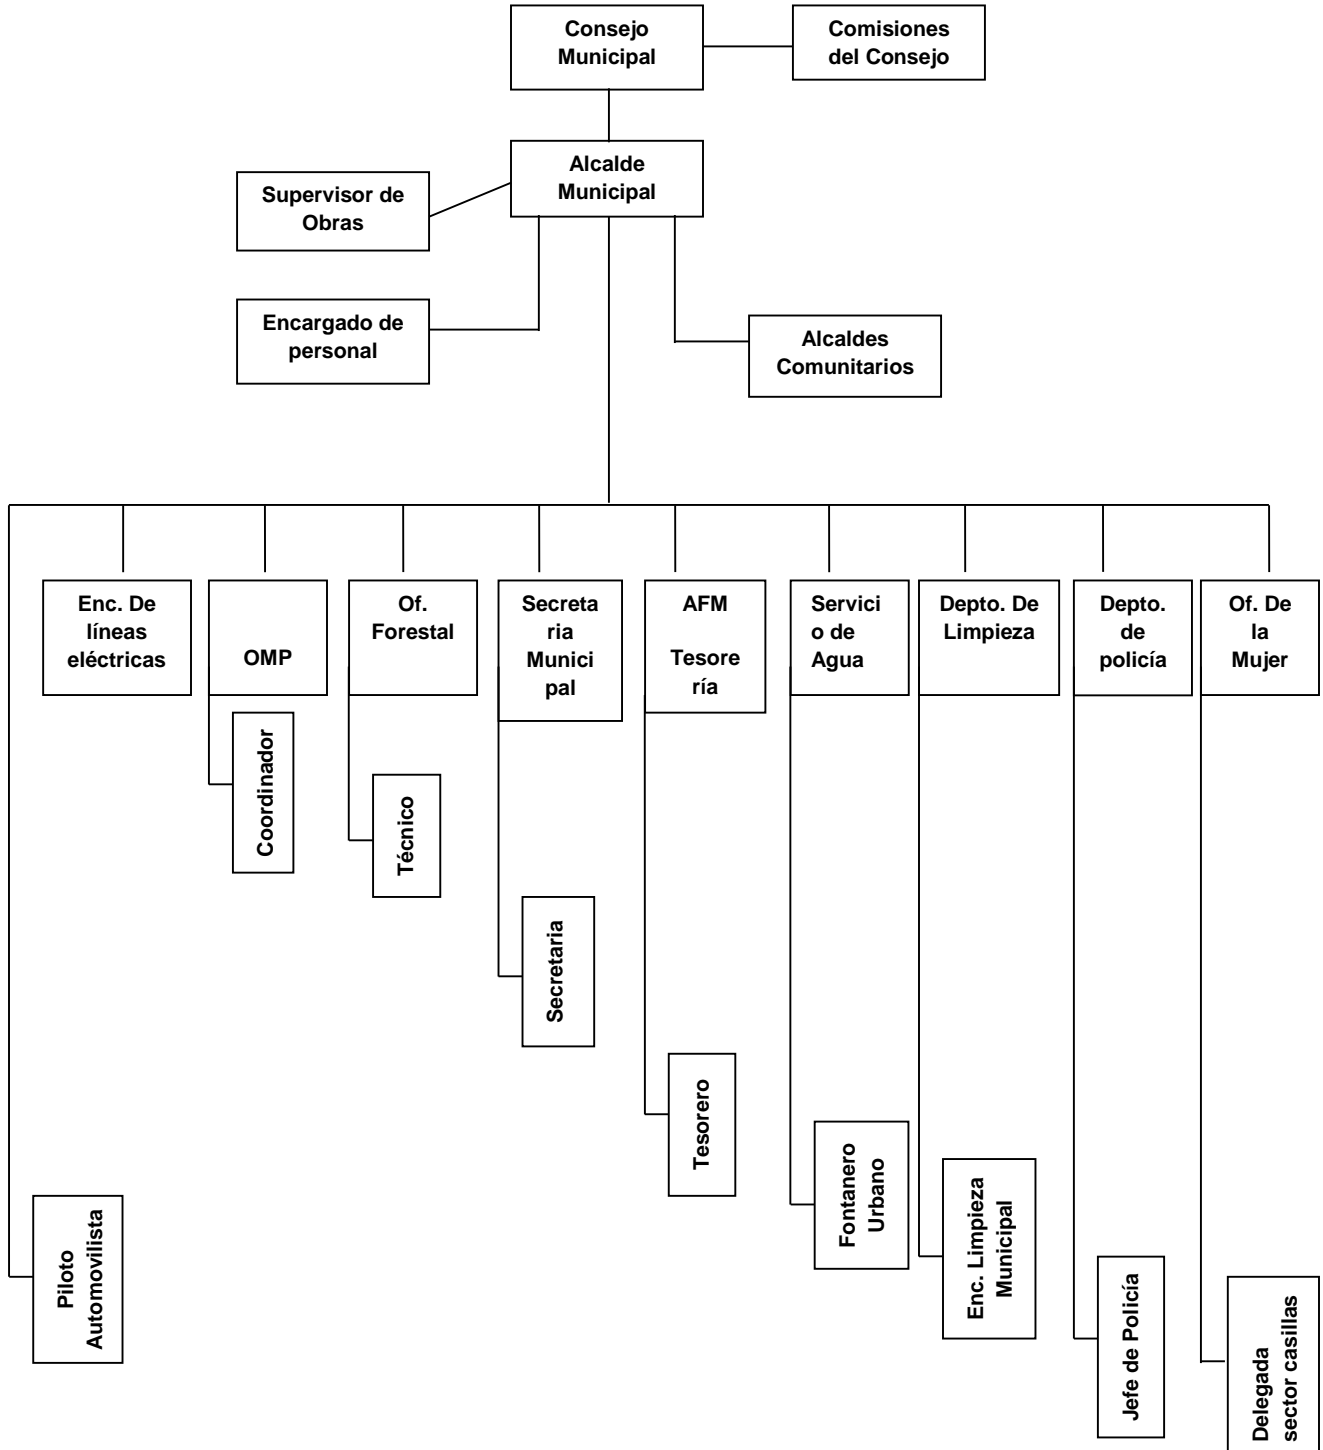 Consejo
Municipal
Comisiones
del Consejo
Alcalde
Municipal
Supervisor de
Obras
Encargado de
personal
Alcaldes
Comunitarios
Enc. De
líneas
eléctricas
OMP
Of.
Forestal
Secreta
ria
Munici
pal
AFM
Tesore
ría
Servici
o de
Agua
Depto. De
Limpieza
Depto.
de
policía
Of. De
la
Mujer
Coordinador
Técnico
Secretaria
Tesorero
Fontanero
Urbano
Enc. Limpieza
Municipal
Piloto
Automovilista
Jefe de Policía
Delegada
sector casillas